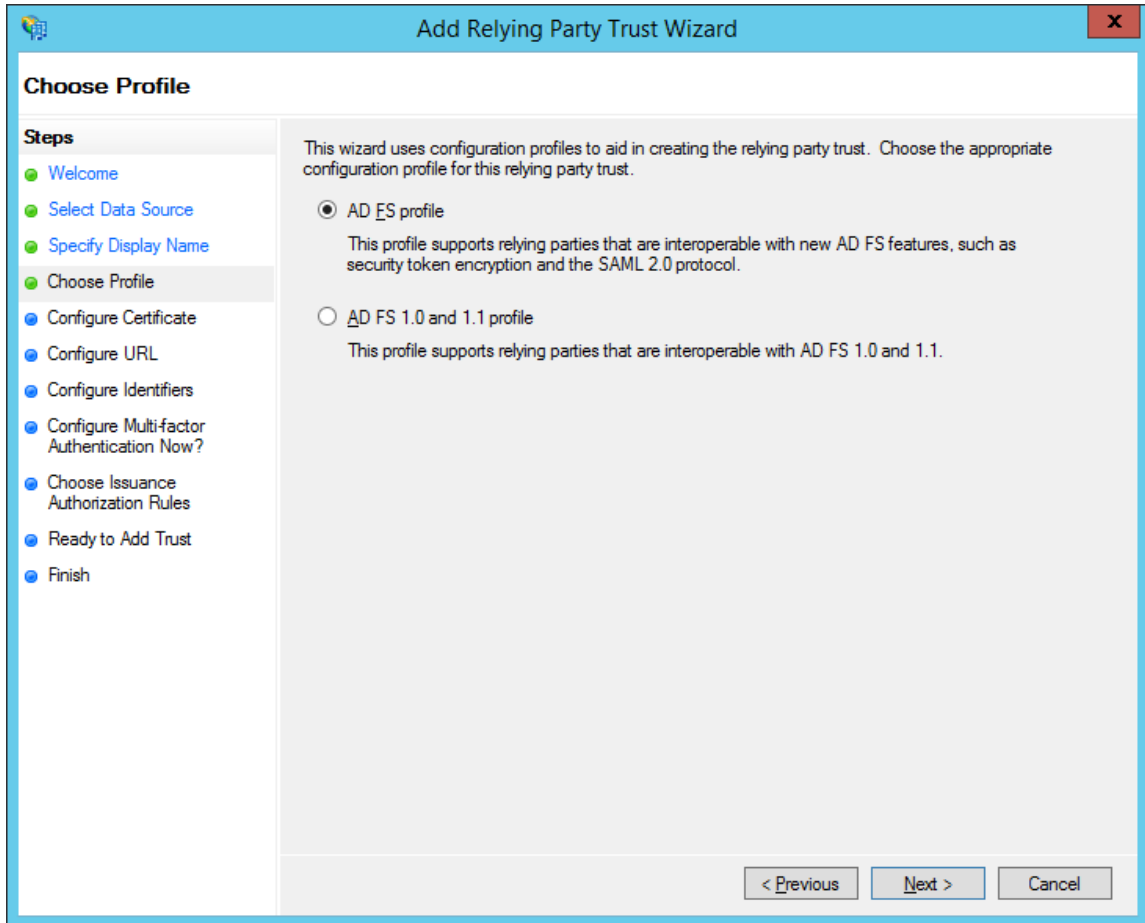 Add Relying Party Trust Wizard
x
Choose Profile
Steps
Welcome
Select Data Source
Specify Display Name
Choose Profile
Configure Certificate
Configure URL
Configure Identifiers
Configure Multi-factor
Authentication Now?
Choose Issuance
Authorization Rules
Ready to Add Trust
Finish
This wizard uses configuration profiles to aid in creating the relying party trust.  Choose the appropriate
configuration profile for this relying party trust.
AD FS profile
This profile supports relying parties that are interoperable with new AD FS features, such as
security token encryption and the SAML 2.0 protocol.
AD FS 1.0 and 1.1 profile
This profile supports relying parties that are interoperable with AD FS 1.0 and 1.1.
< Previous
Next >
Cancel